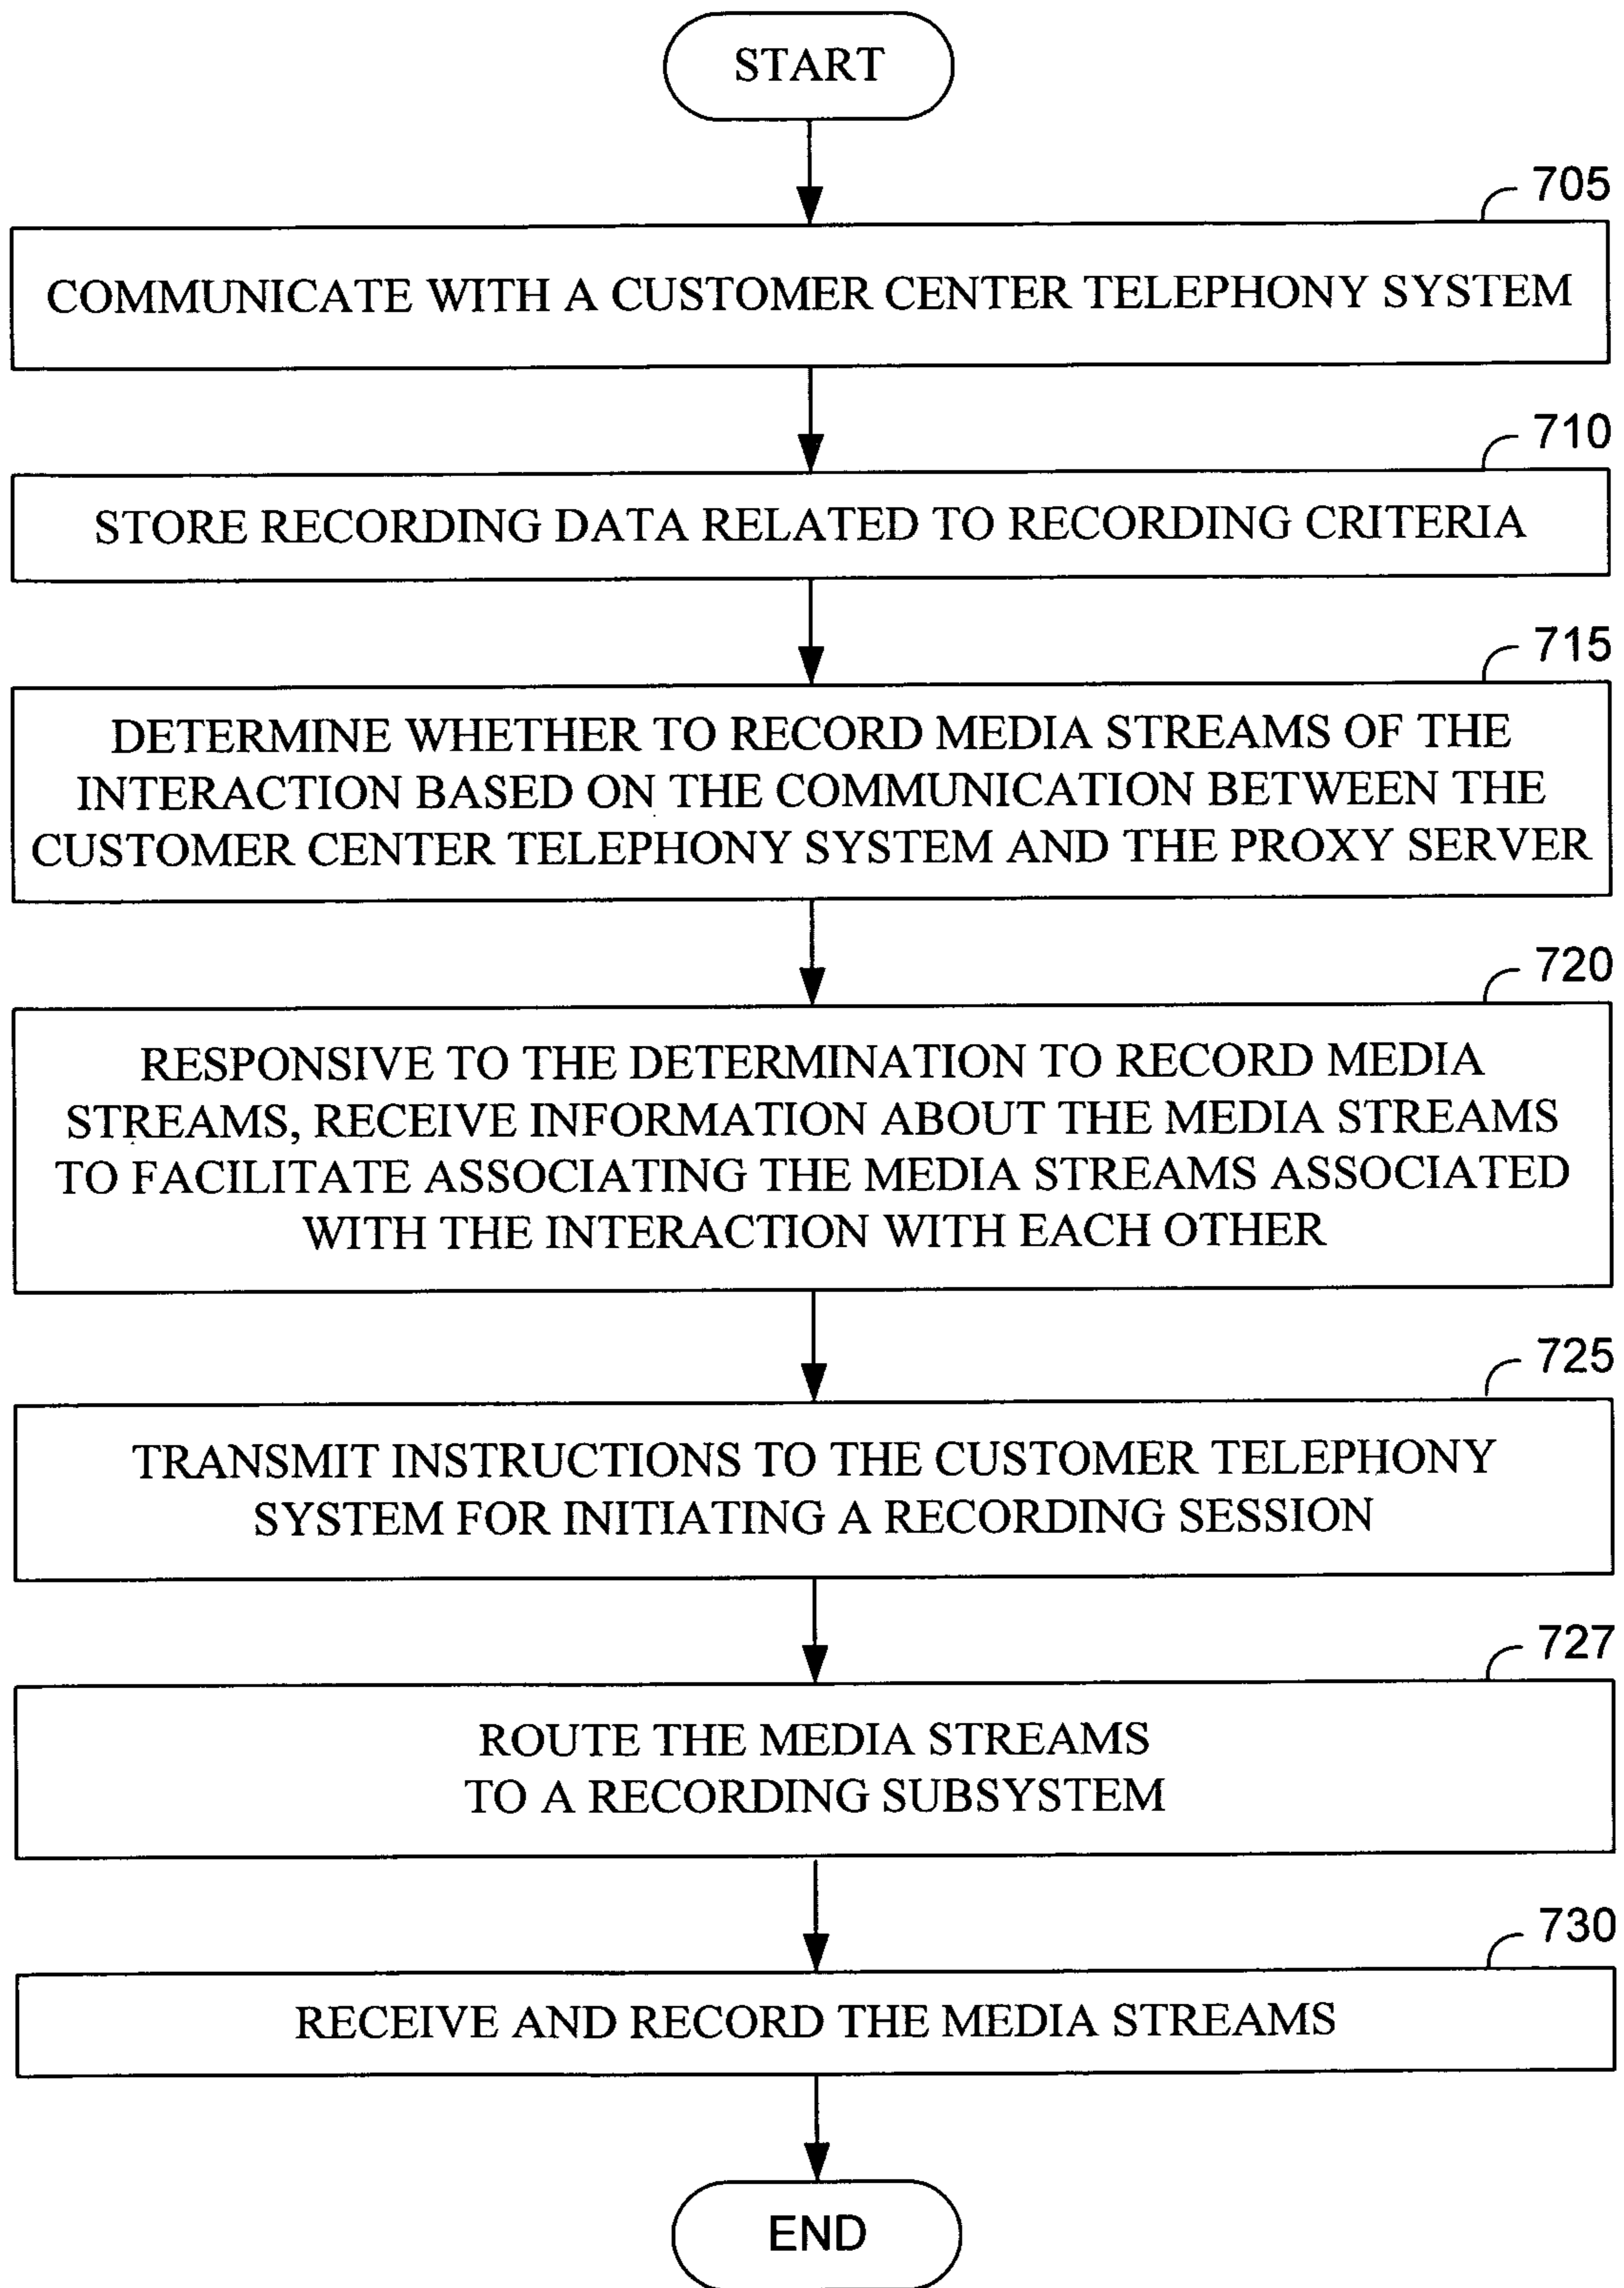 START
705
COMMUNICATE WITH A CUSTOMER CENTER TELEPHONY SYSTEM
710
STORE RECORDING DATA RELATED TO RECORDING CRITERIA
715
DETERMINE WHETHER TO RECORD MEDIA STREAMS OF THE
INTERACTION BASED ON THE COMMUNICATION BETWEEN THE
CUSTOMER CENTER TELEPHONY SYSTEM AND THE PROXY SERVER
720
RESPONSIVE TO THE DETERMINATION TO RECORD MEDIA
STREAMS, RECEIVE INFORMATION ABOUT THE MEDIA STREAMS
TO FACILITATE ASSOCIATING THE MEDIA STREAMS ASSOCIATED
WITH THE INTERACTION WITH EACH OTHER
725
TRANSMIT INSTRUCTIONS TO THE CUSTOMER TELEPHONY
SYSTEM FOR INITIATING A RECORDING SESSION
727
ROUTE THE MEDIA STREAMS
TO A RECORDING SUBSYSTEM
730
RECEIVE AND RECORD THE MEDIA STREAMS
END